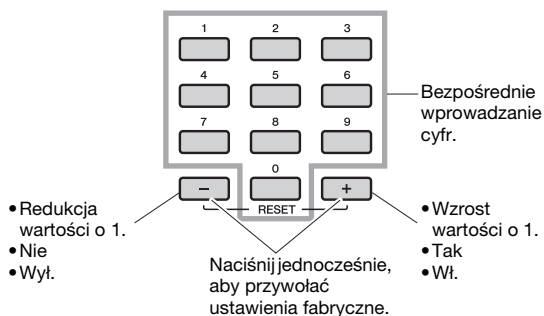 1 2 3
4 5 6
7 8 9
0
− +
RESET
Bezpośrednie
wprowadzanie
cyfr.
• Redukcja
wartości o 1.
• Nie
• Wył.
Naciśnij jednocześnie,
aby przywołać
ustawienia fabryczne.
• Wzrost
wartości o 1.
• Tak
• Wł.